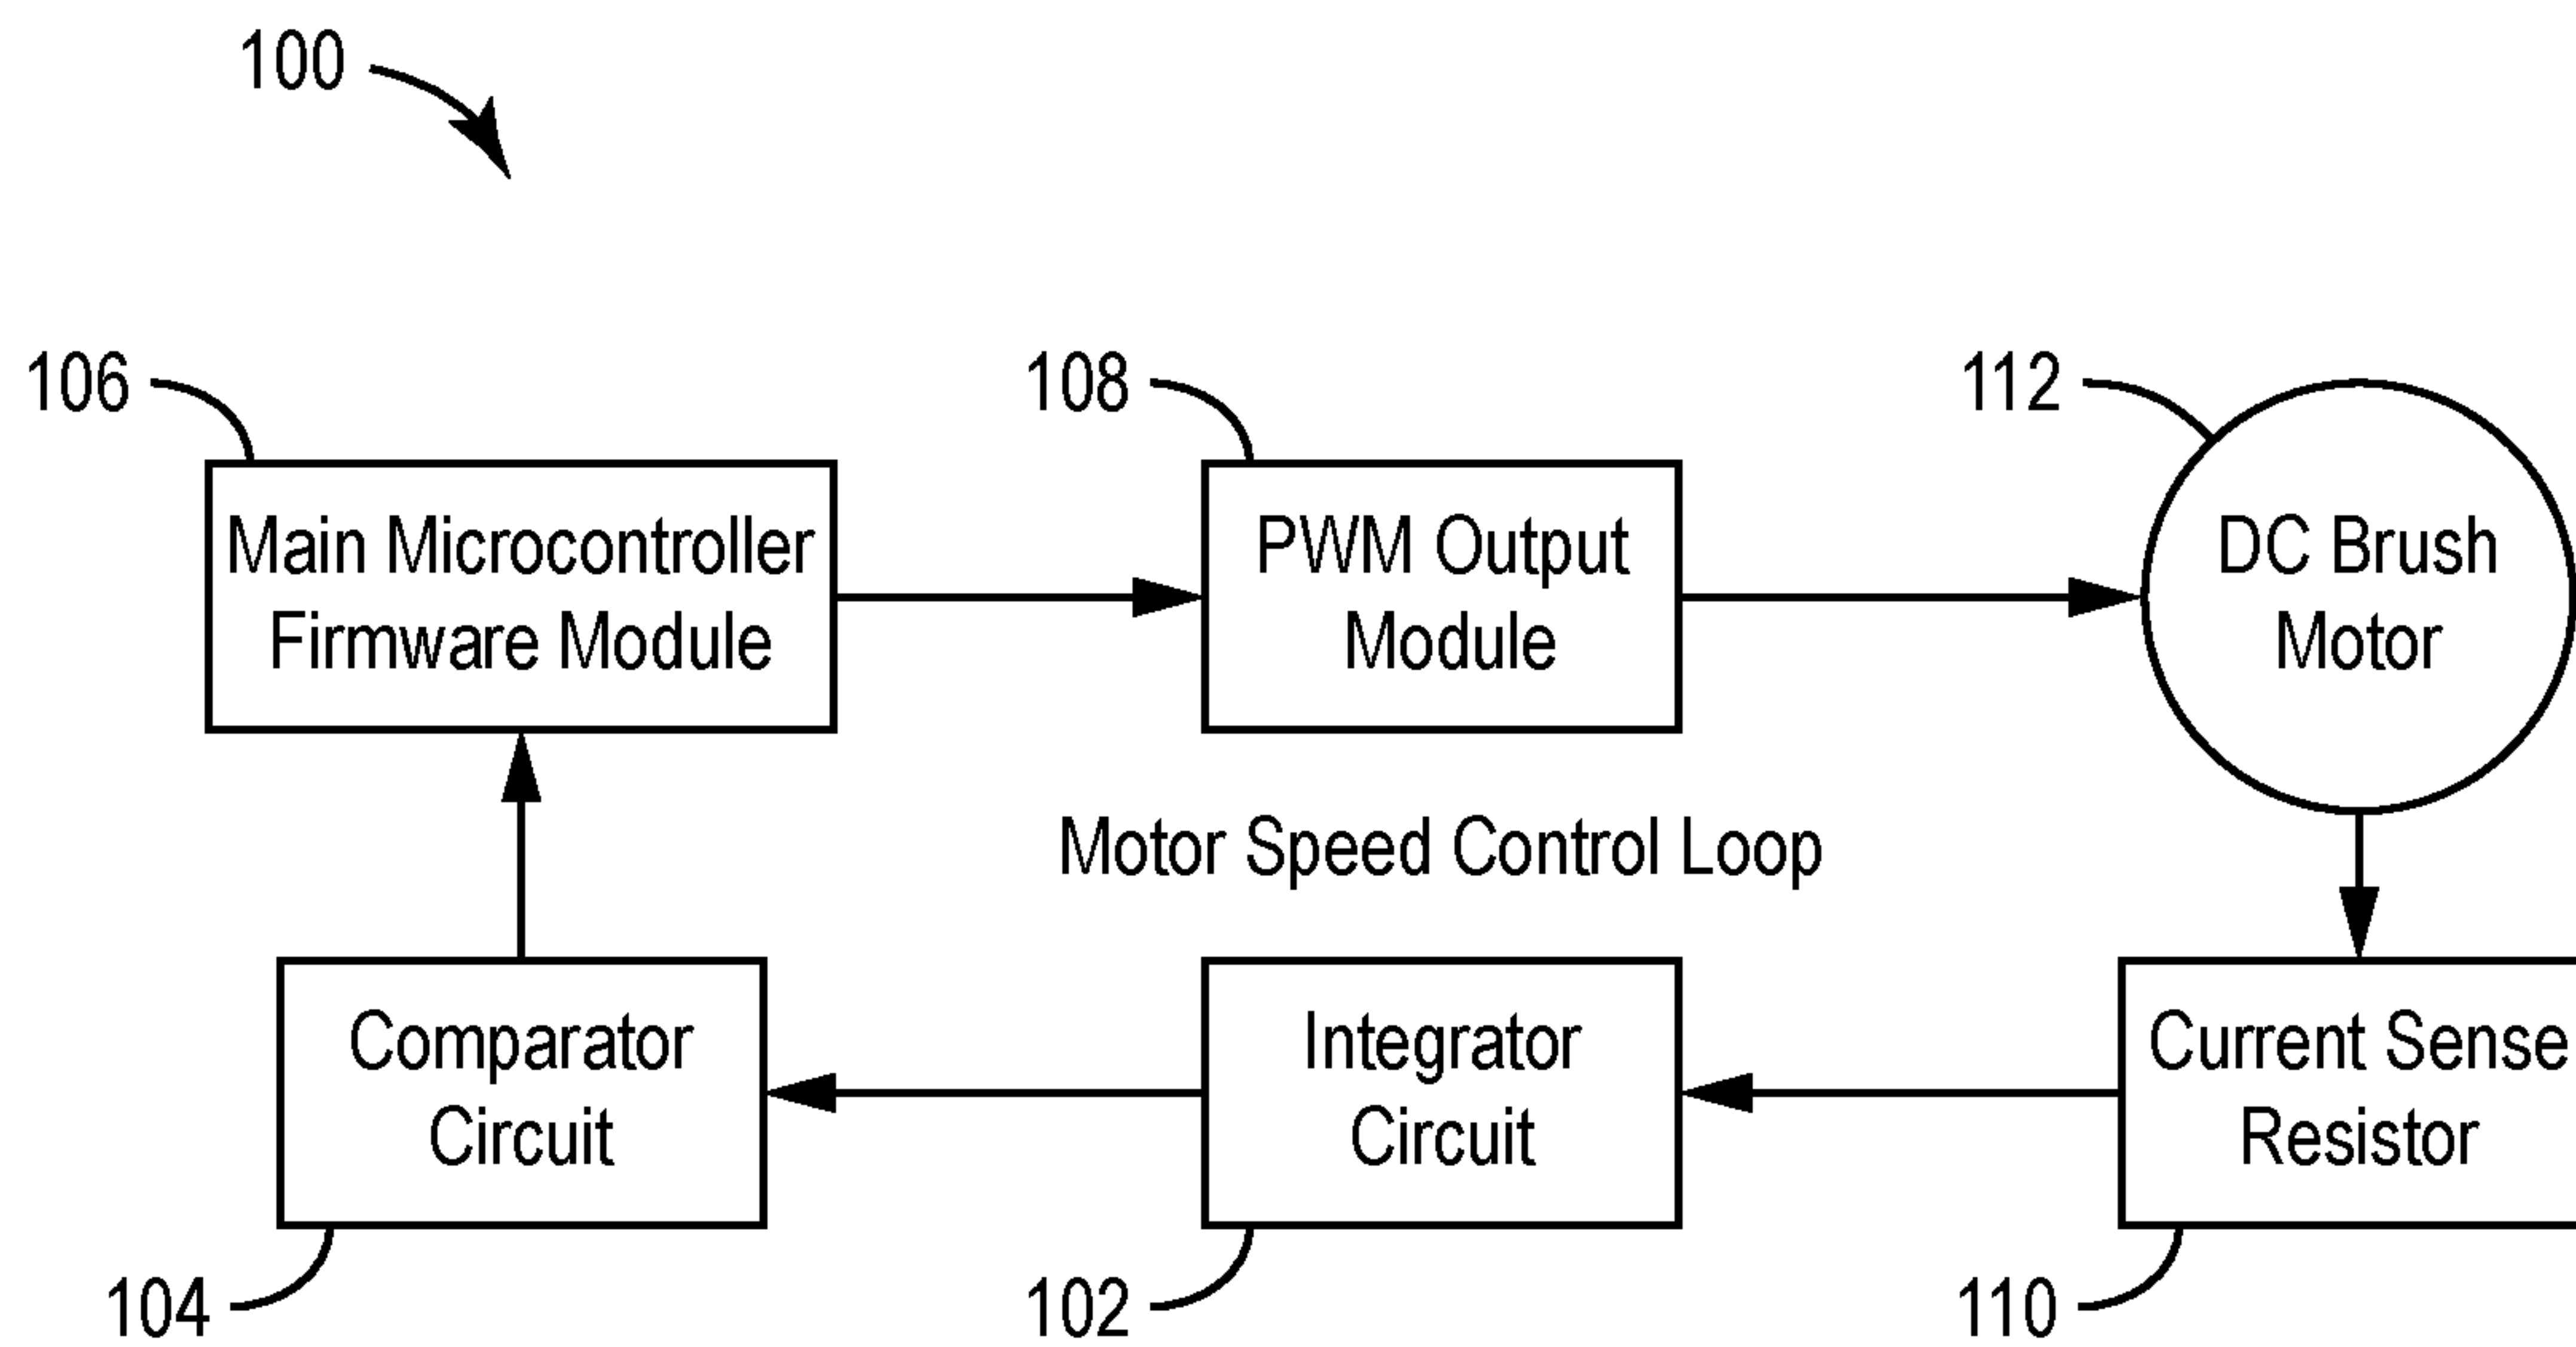 100
106
108
112
Main Microcontroller
Firmware Module
PWM Output
Module
DC Brush
Motor
Motor Speed Control Loop
Comparator
Circuit
Integrator
Circuit
Current Sense
Resistor
104
102
110